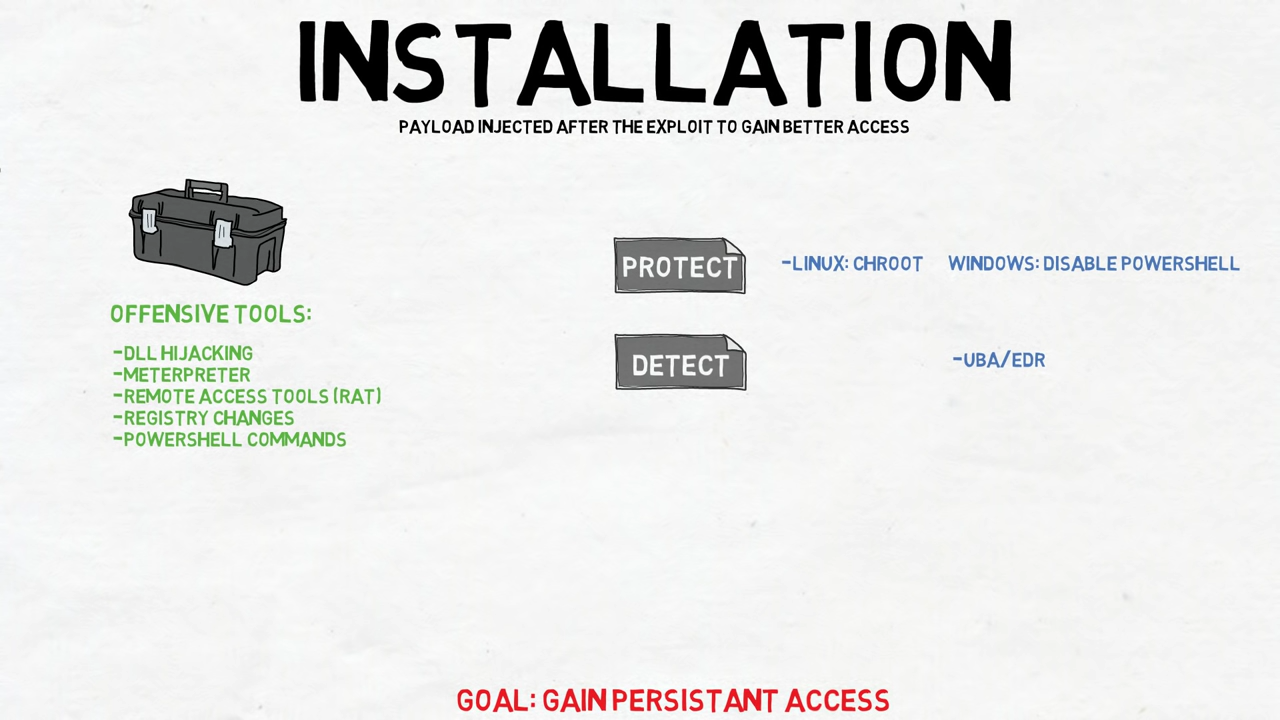 INSTALLATION
PAYLOAD INJECTED AFTER THE EXPLOIT TO GAIN BETTER ACCESS
OFFENSIVE TOOLS:
-DLL HIJACKING
-METERPRETER
-REMOTE ACCESS TOOLS (RAT)
-REGISTRY CHANGES
-POWERSHELL COMMANDS
PROTECT
-LINUX: CHROOT WINDOWS: DISABLE POWERSHELL
DETECT
-UBA/EDR
GOAL: GAIN PERSISTANT ACCESS